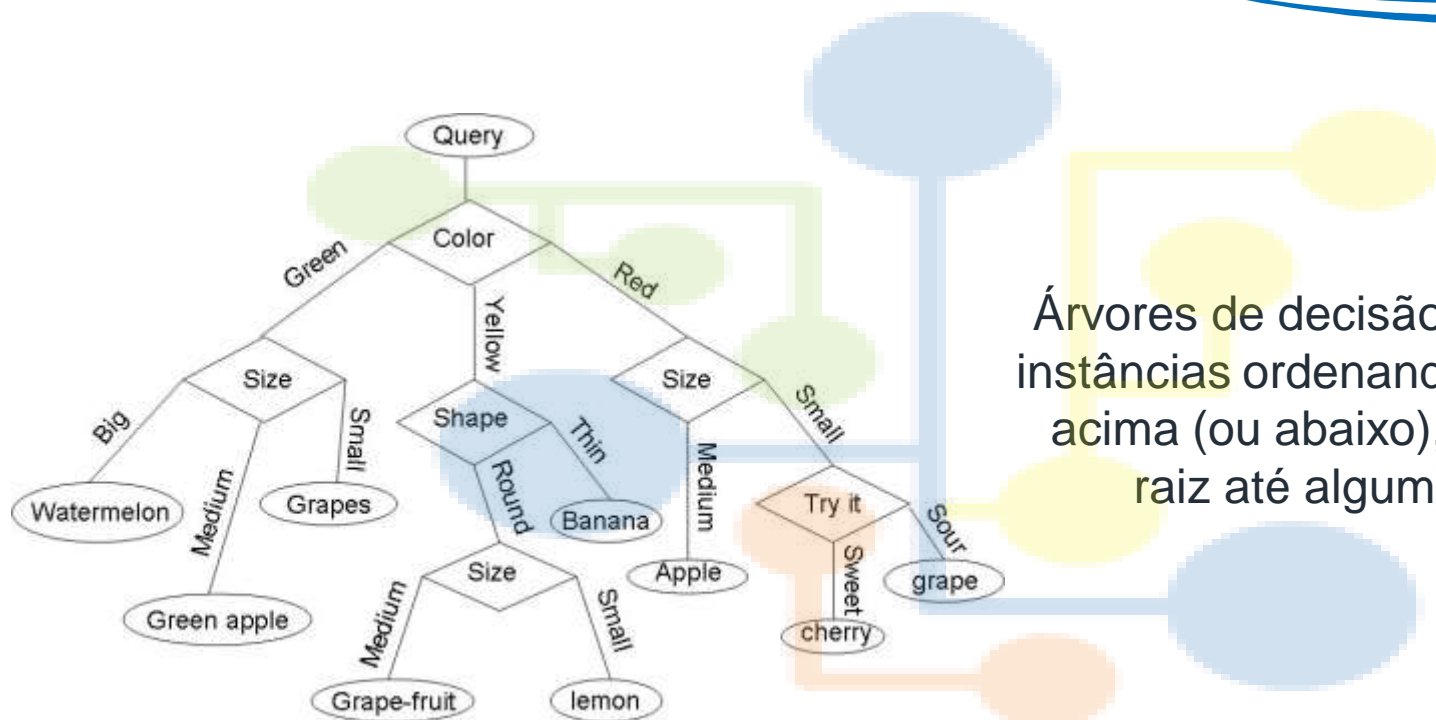 Query
Color
Green
Yellow
Red
Size
Shape
Size
Big
Medium
Small
Round
Thin
Medium
Small
Watermelon
Grapes
Banana
Try it
Green apple
Size
Apple
Sweet
Sour
Medium
Small
cherry
grape
Grape-fruit
lemon
Árvores de decisão
instâncias
acima (ou abaixo)
raiz até algum